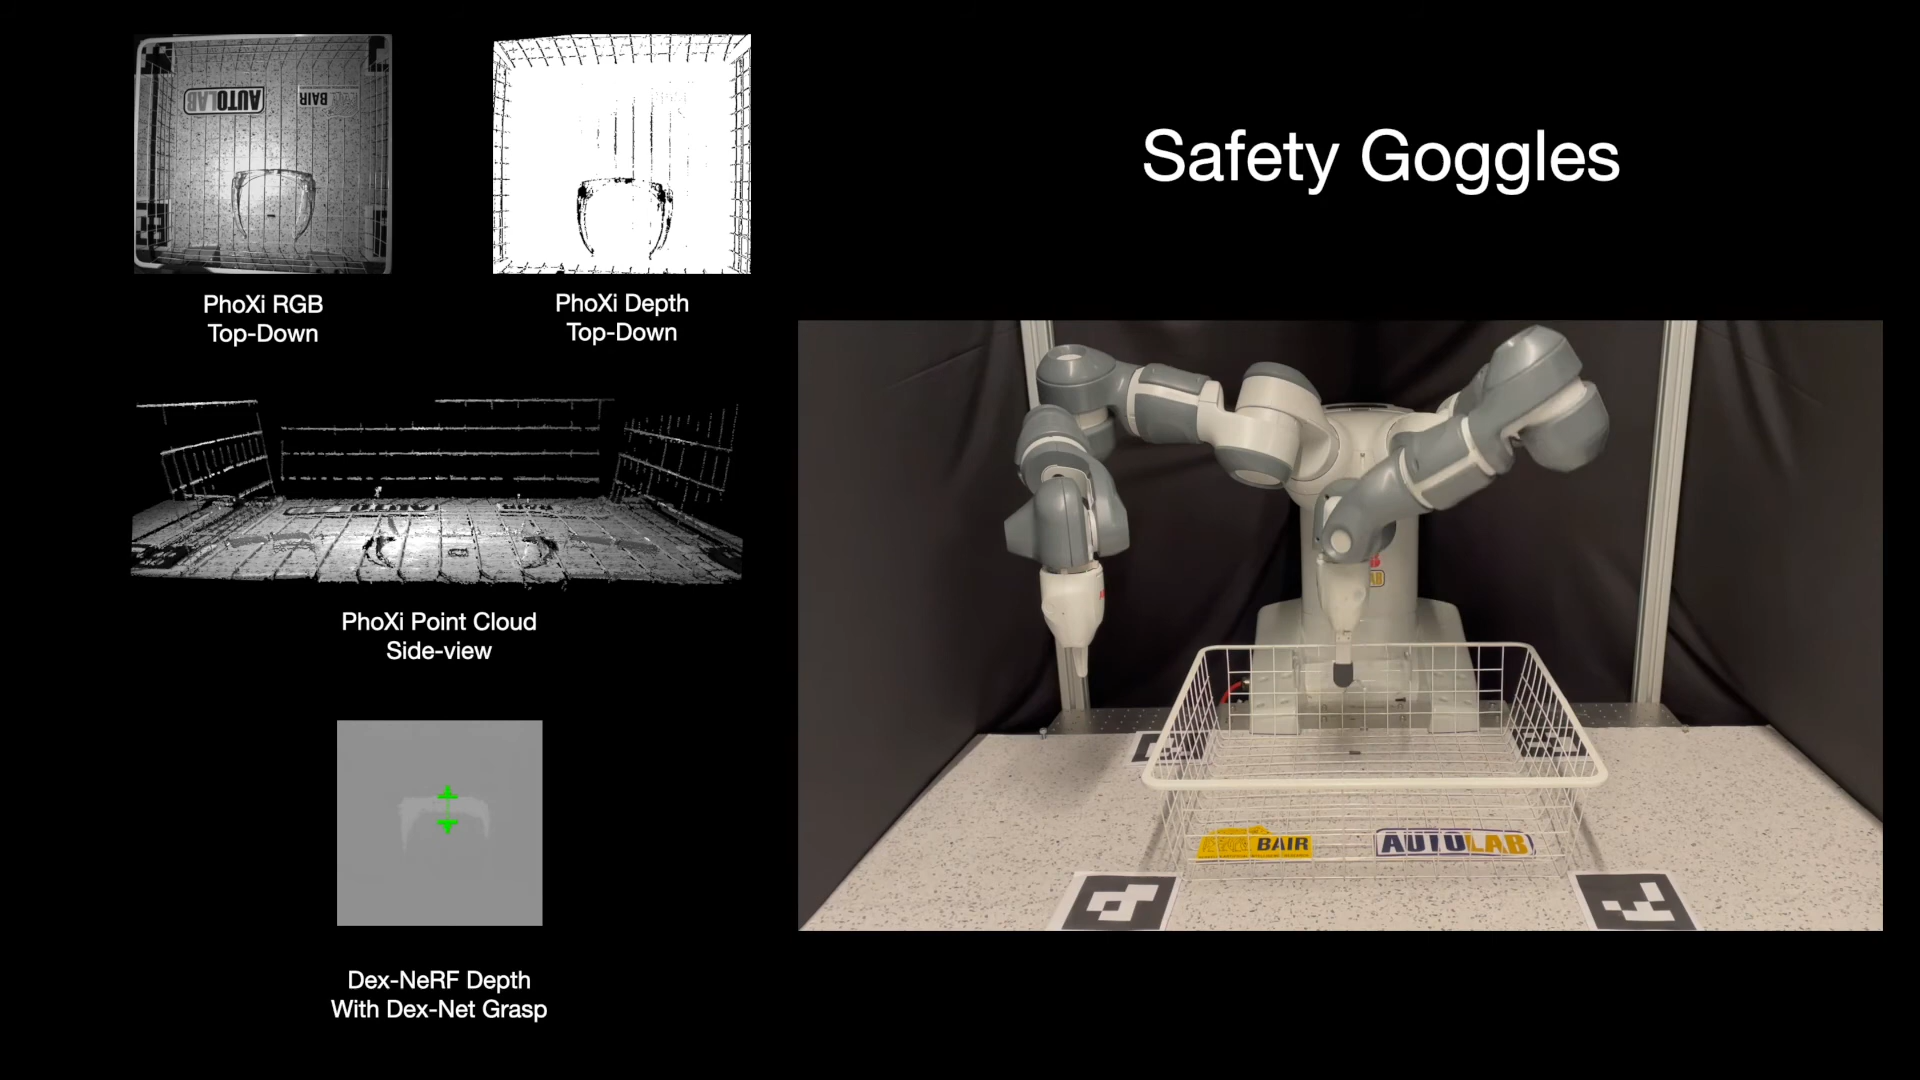 Safety Goggles
AUTOLAB
BAIR
PhoXi RGB
Top-Down
PhoXi Depth
Top-Down
PhoXi Point Cloud
Side-view
Dex-NeRF Depth
With Dex-Net Grasp
BAIR
AUTOLAB